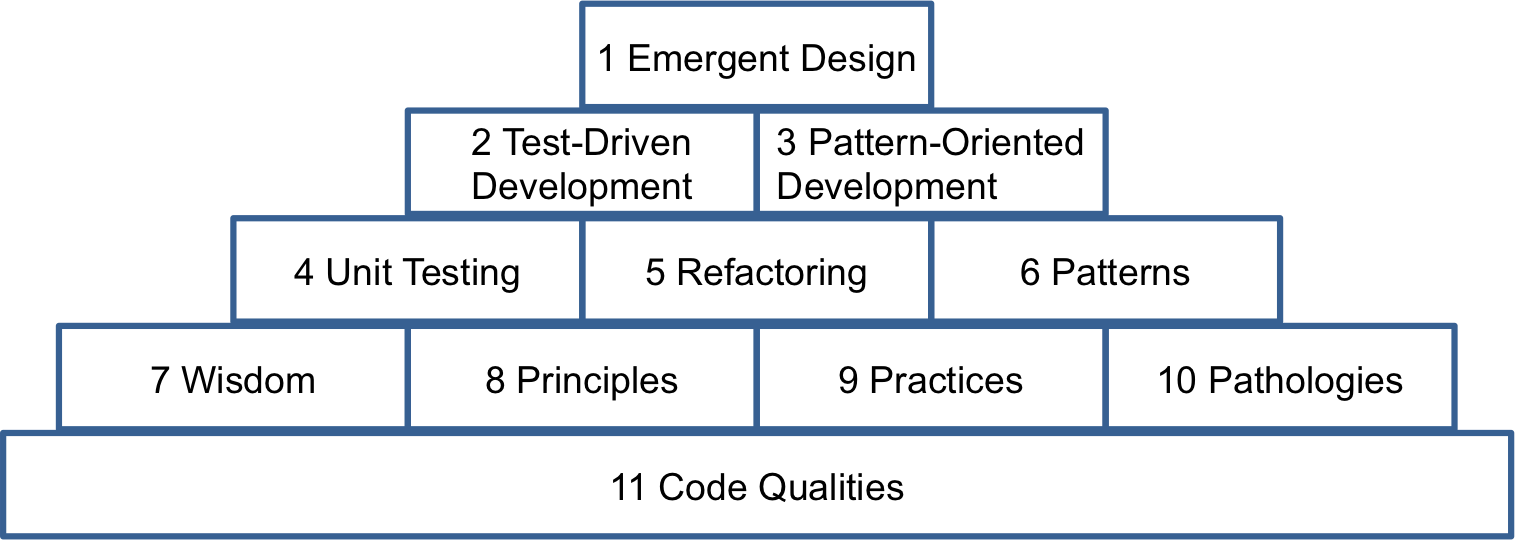 1 Emergent Design
2 Test-Driven
Development
3 Pattern-Oriented
Development
4 Unit Testing
5 Refactoring
6 Patterns
7 Wisdom
8 Principles
9 Practices
10 Pathologies
11 Code Qualities